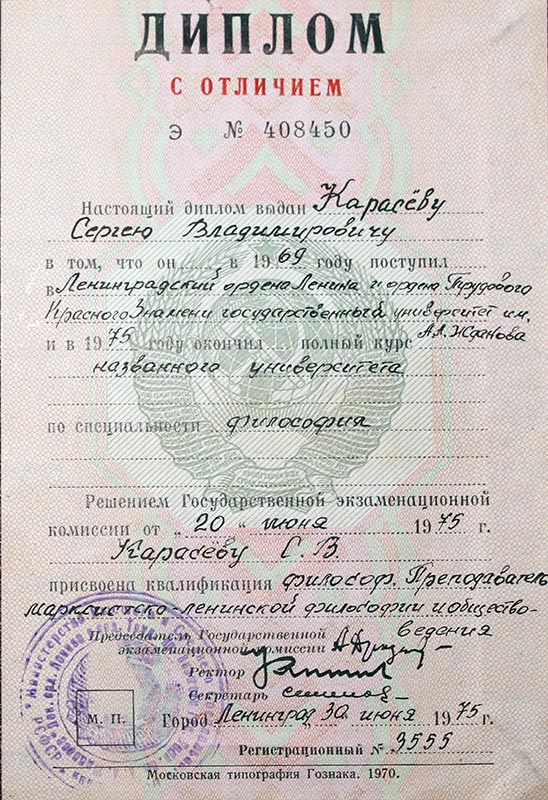 ДИПЛОМ
С ОТЛИЧИЕМ
Э № 408450
Настоящий диплом выдан Карасёву
Сергею Владимировичу
в том, что он в 1969 году поступил
в Ленинградский ордена Ленина и ордена Трудового
Красного Знамени государственный университет им.
А.А. Жданова
и в 1975 году окончил полный курс
названного университета
по специальности философия
Решением Государственной экзаменационной
комиссии от „20“ июня 1975 г.
Карасёву С. В.
присвоена квалификация философ. Преподаватель
марксистско-ленинской философии и общество-
ведения
Председатель Государственной
экзаменационной комиссии
Ректор
Секретарь
М. П.
Город Ленинград, 30 июня 1975 г.
Регистрационный № 3555
Московская типография Гознака. 1970.